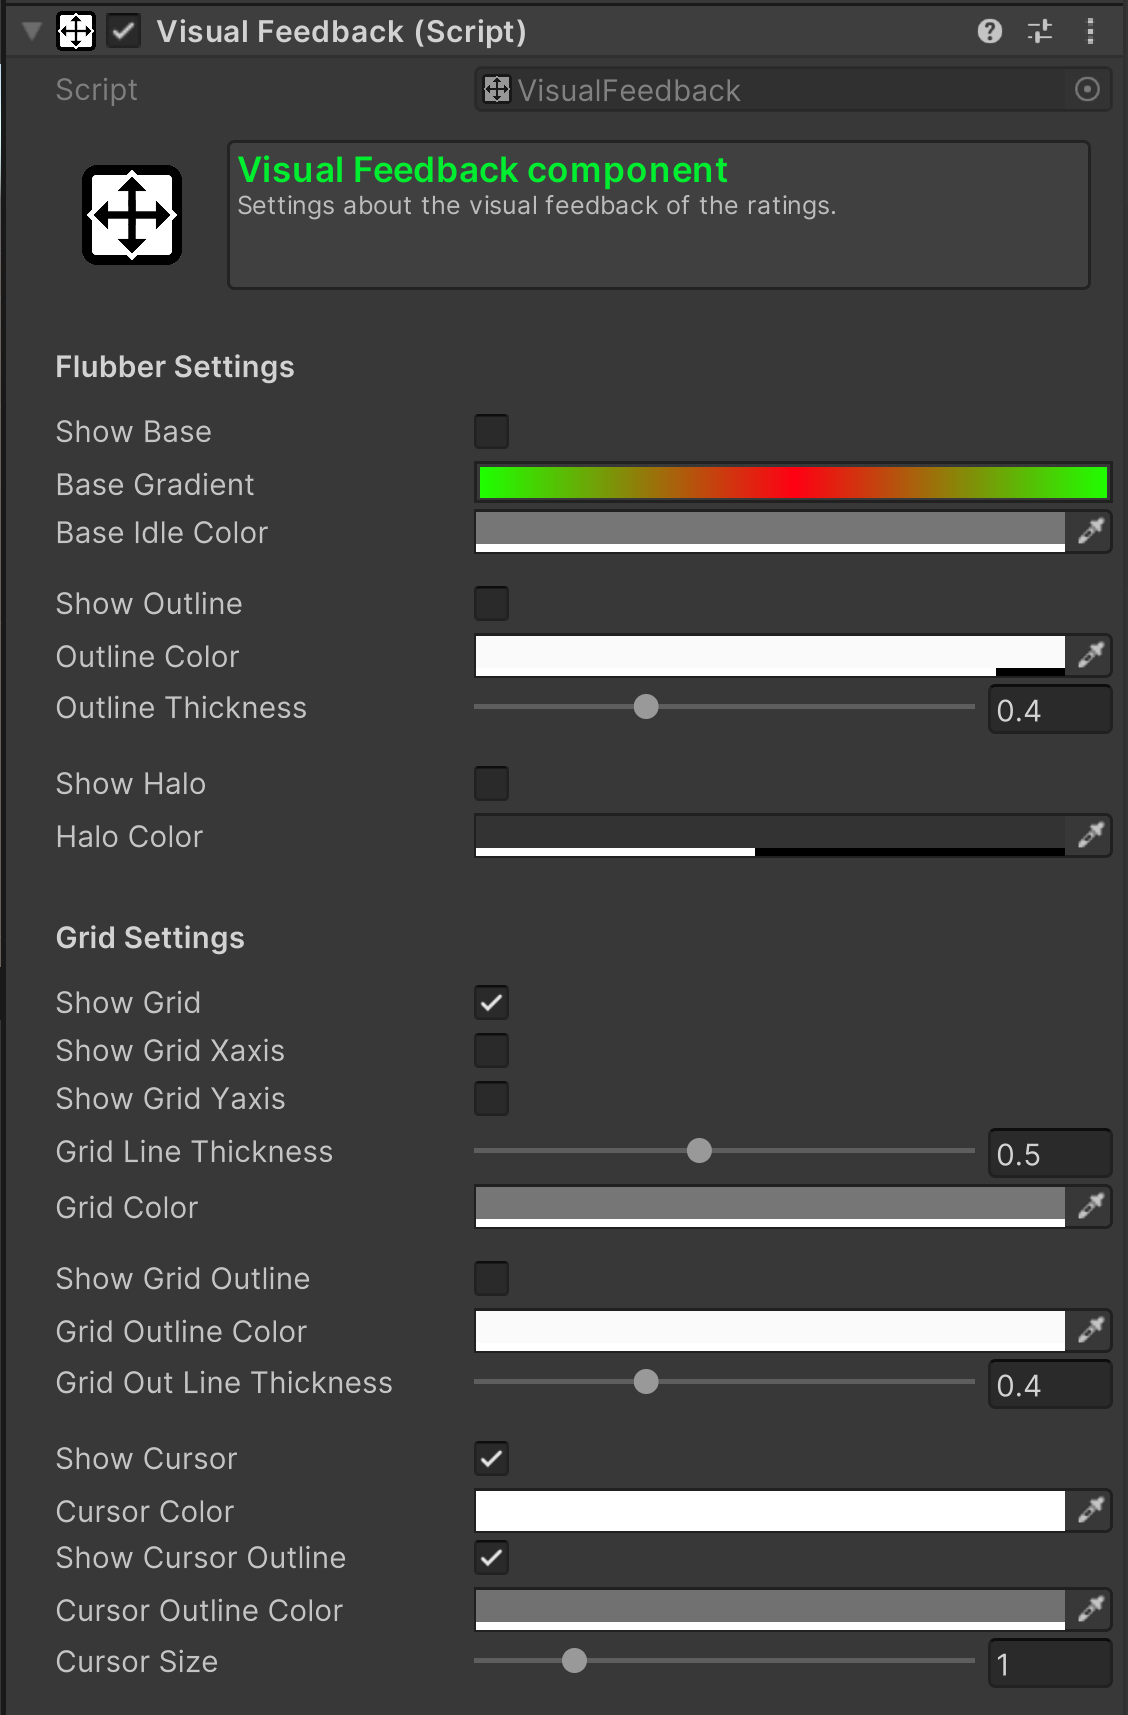 Visual Feedback (Script)
Script
VisualFeedback
Visual Feedback component
Settings about the visual feedback of the ratings.
Flubber Settings
Show Base
Base Gradient
Base Idle Color
Show Outline
Outline Color
Outline Thickness
0.4
Show Halo
Halo Color
Grid Settings
Show Grid
Show Grid Xaxis
Show Grid Yaxis
Grid Line Thickness
0.5
Grid Color
Show Grid Outline
Grid Outline Color
Grid Out Line Thickness
0.4
Show Cursor
Cursor Color
Show Cursor Outline
Cursor Outline Color
Cursor Size
1